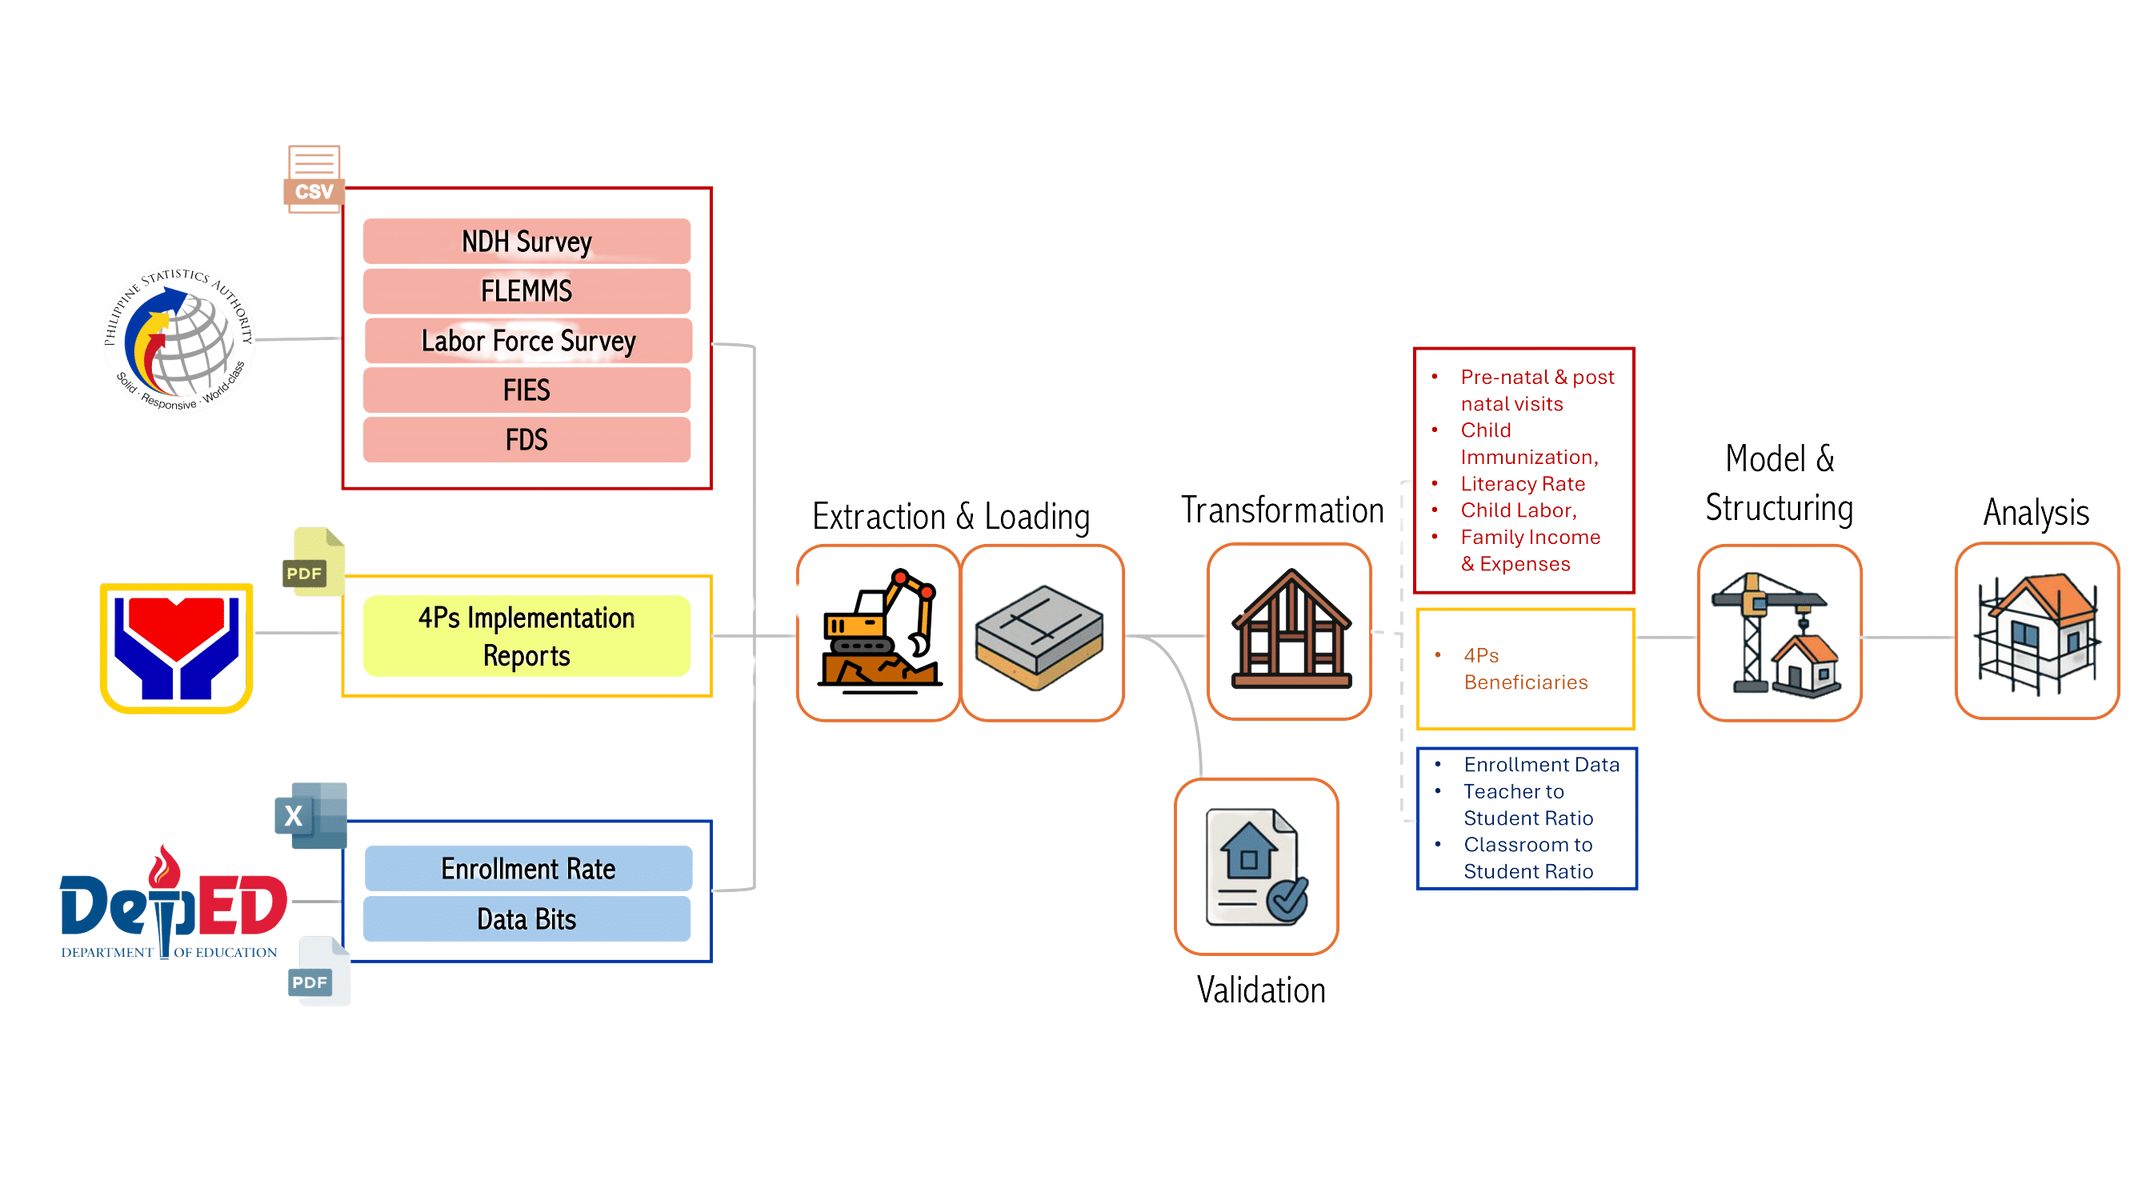 CSV
NDH Survey
FLEMMS
Labor Force Survey
FIES
FDS
PHILIPPINE STATISTICS AUTHORITY
Solid · Responsive · World-class
PDF
4Ps Implementation
Reports
X
Enrollment Rate
Data Bits
DepED
DEPARTMENT OF EDUCATION
PDF
Extraction & Loading
Transformation
Validation
• Pre-natal & post
natal visits
• Child
Immunization,
• Literacy Rate
• Child Labor,
• Family Income
& Expenses
• 4Ps
Beneficiaries
• Enrollment Data
• Teacher to
Student Ratio
• Classroom to
Student Ratio
Model &
Structuring
Analysis